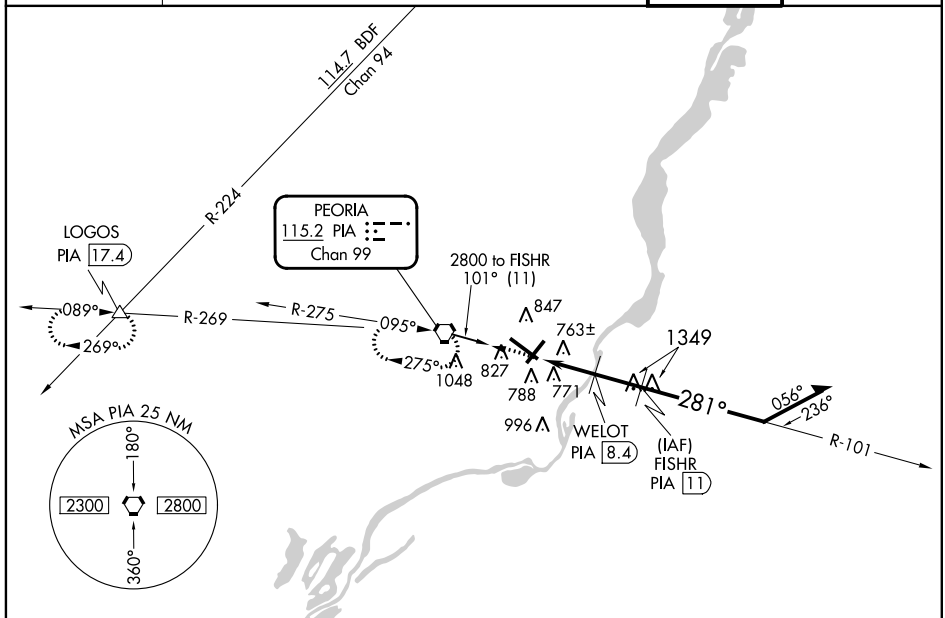 114.7 BDF
Chan 94
R-224
PEORIA
115.2 PIA
Chan 99
LOGOS
PIA 17.4
2800 to FISHR
101° (11)
089°
269°
R-269
R-275
095°
275°
847
763±
1349
1048
827
788
771
996
WELOT
PIA 8.4
(IAF)
FISHR
PIA 11
281°
056°
236°
R-101
MSA PIA 25 NM
180°
2300
2800
360°